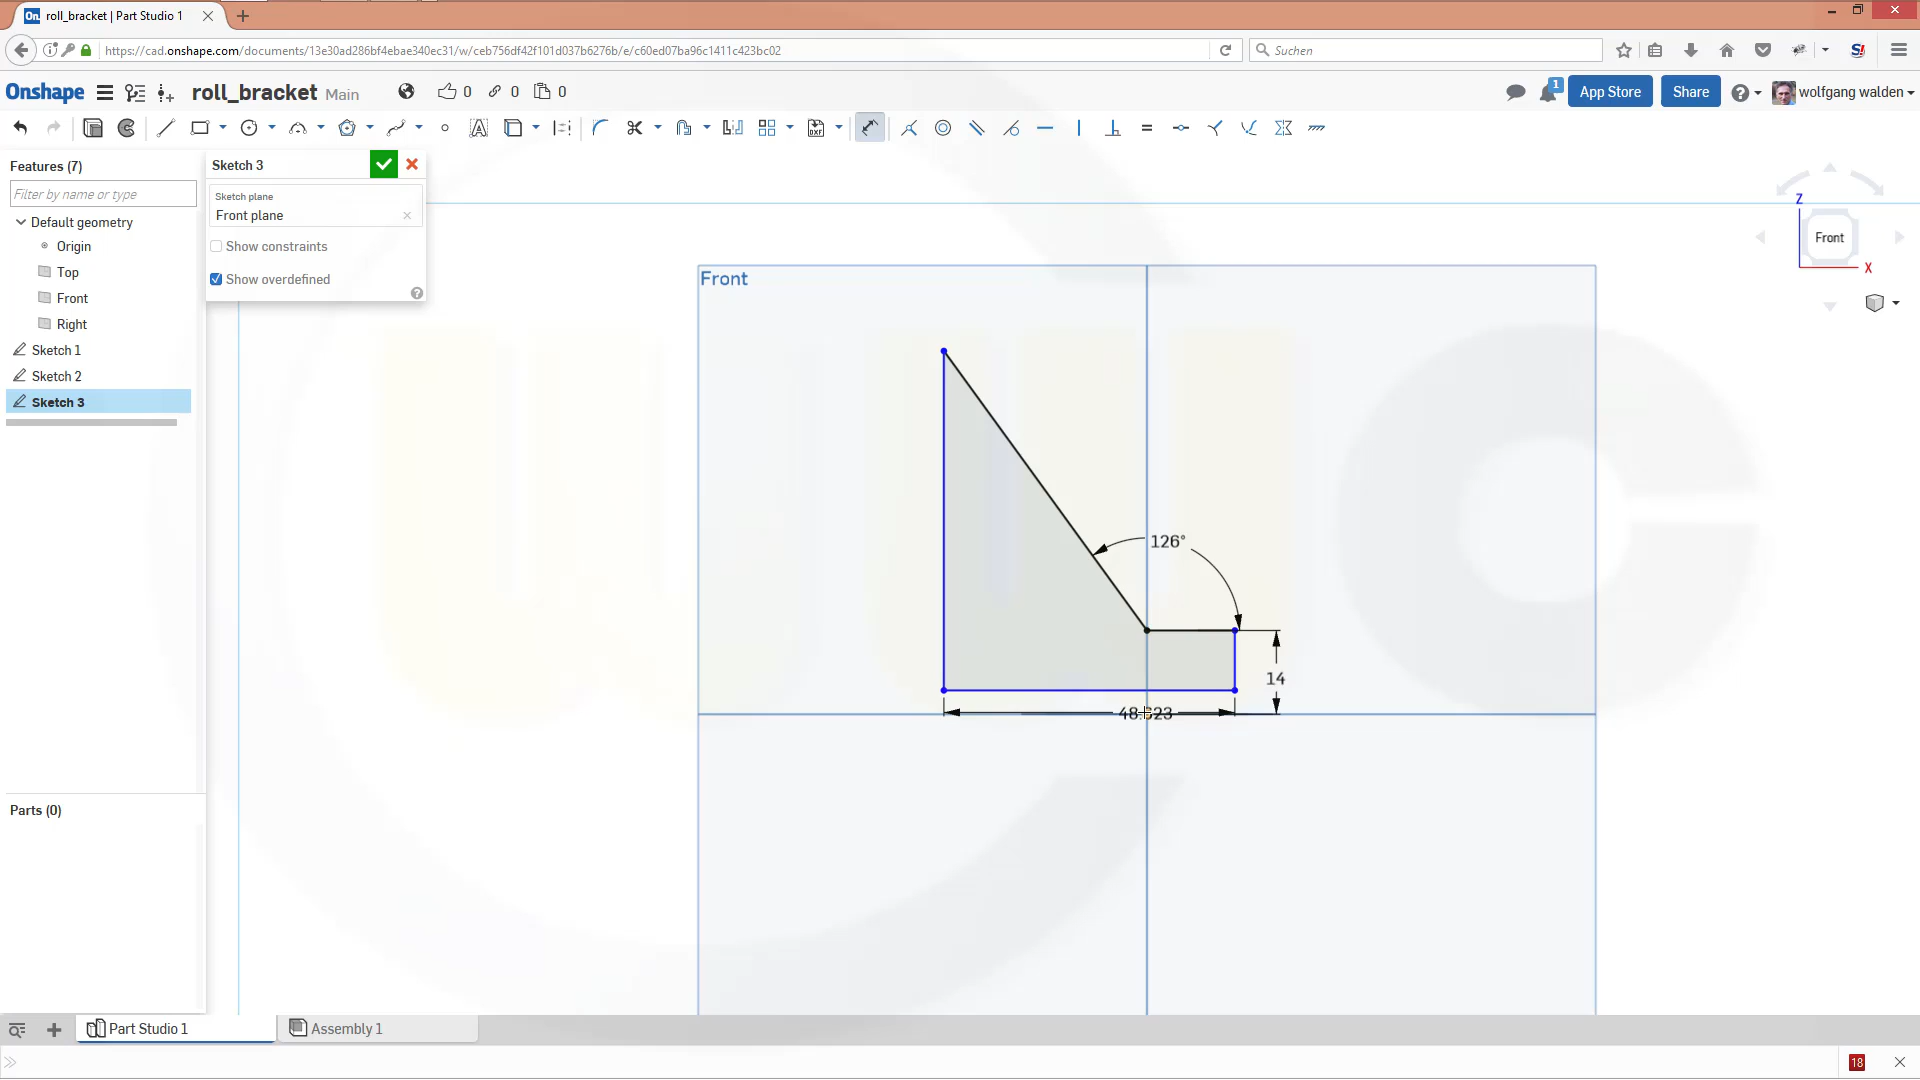 roll_bracket | Part Studio 1
https://cad.onshape.com/documents/13e30ad286bf4ebae340ec31/w/ceb756df42f101d037b6276b/e/c60ed07ba96c1411c423bc02
Suchen
Onshape
roll_bracket Main
0
0
0
1
App Store
Share
wolfgang walden
Features (7)
Filter by name or type
Default geometry
Origin
Top
Front
Right
Sketch 1
Sketch 2
Sketch 3
Sketch 3
Sketch plane
Front plane
Show constraints
Show overdefined
Z
Front
X
Front
126°
14
Parts (0)
Part Studio 1
Assembly 1
18